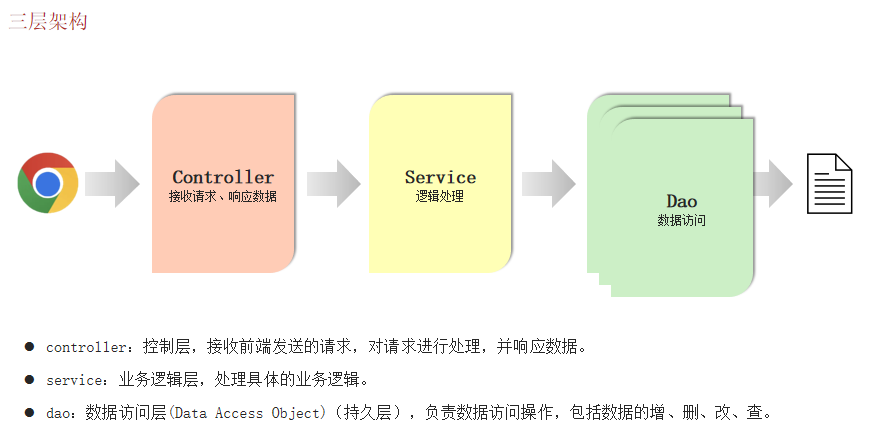 三层架构
Controller
接收请求、响应数据
Service
逻辑处理
Dao
数据访问
controller：控制层，接收前端发送的请求，对请求进行处理，并响应数据。
service：业务逻辑层，处理具体的业务逻辑。
dao：数据访问层(Data Access Object)（持久层），负责数据访问操作，包括数据的增、删、改、查。